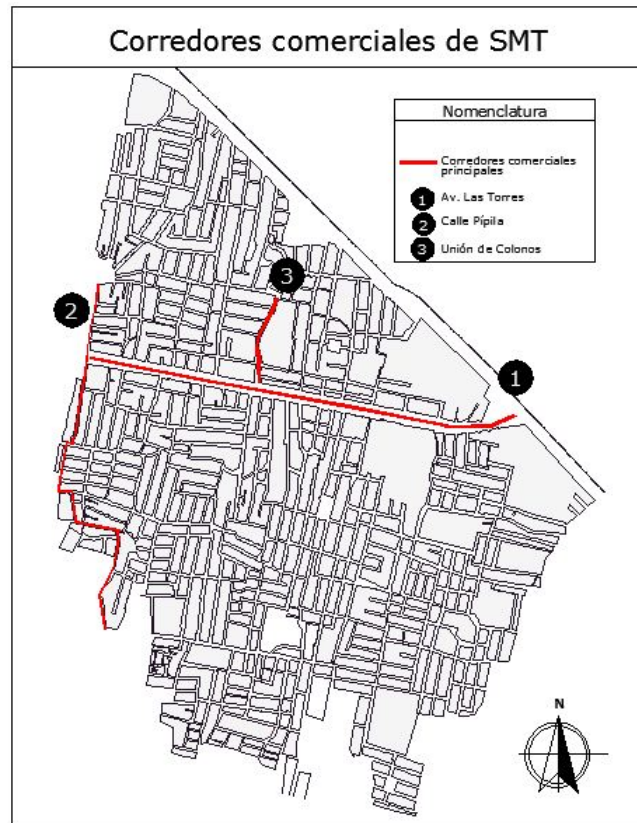 Corredores comerciales de SMT
Nomenclatura
Corredores comerciales
principales
1 Av. Las Torres
2 Calle Pípila
3 Unión de Colonos
3
2
1
N